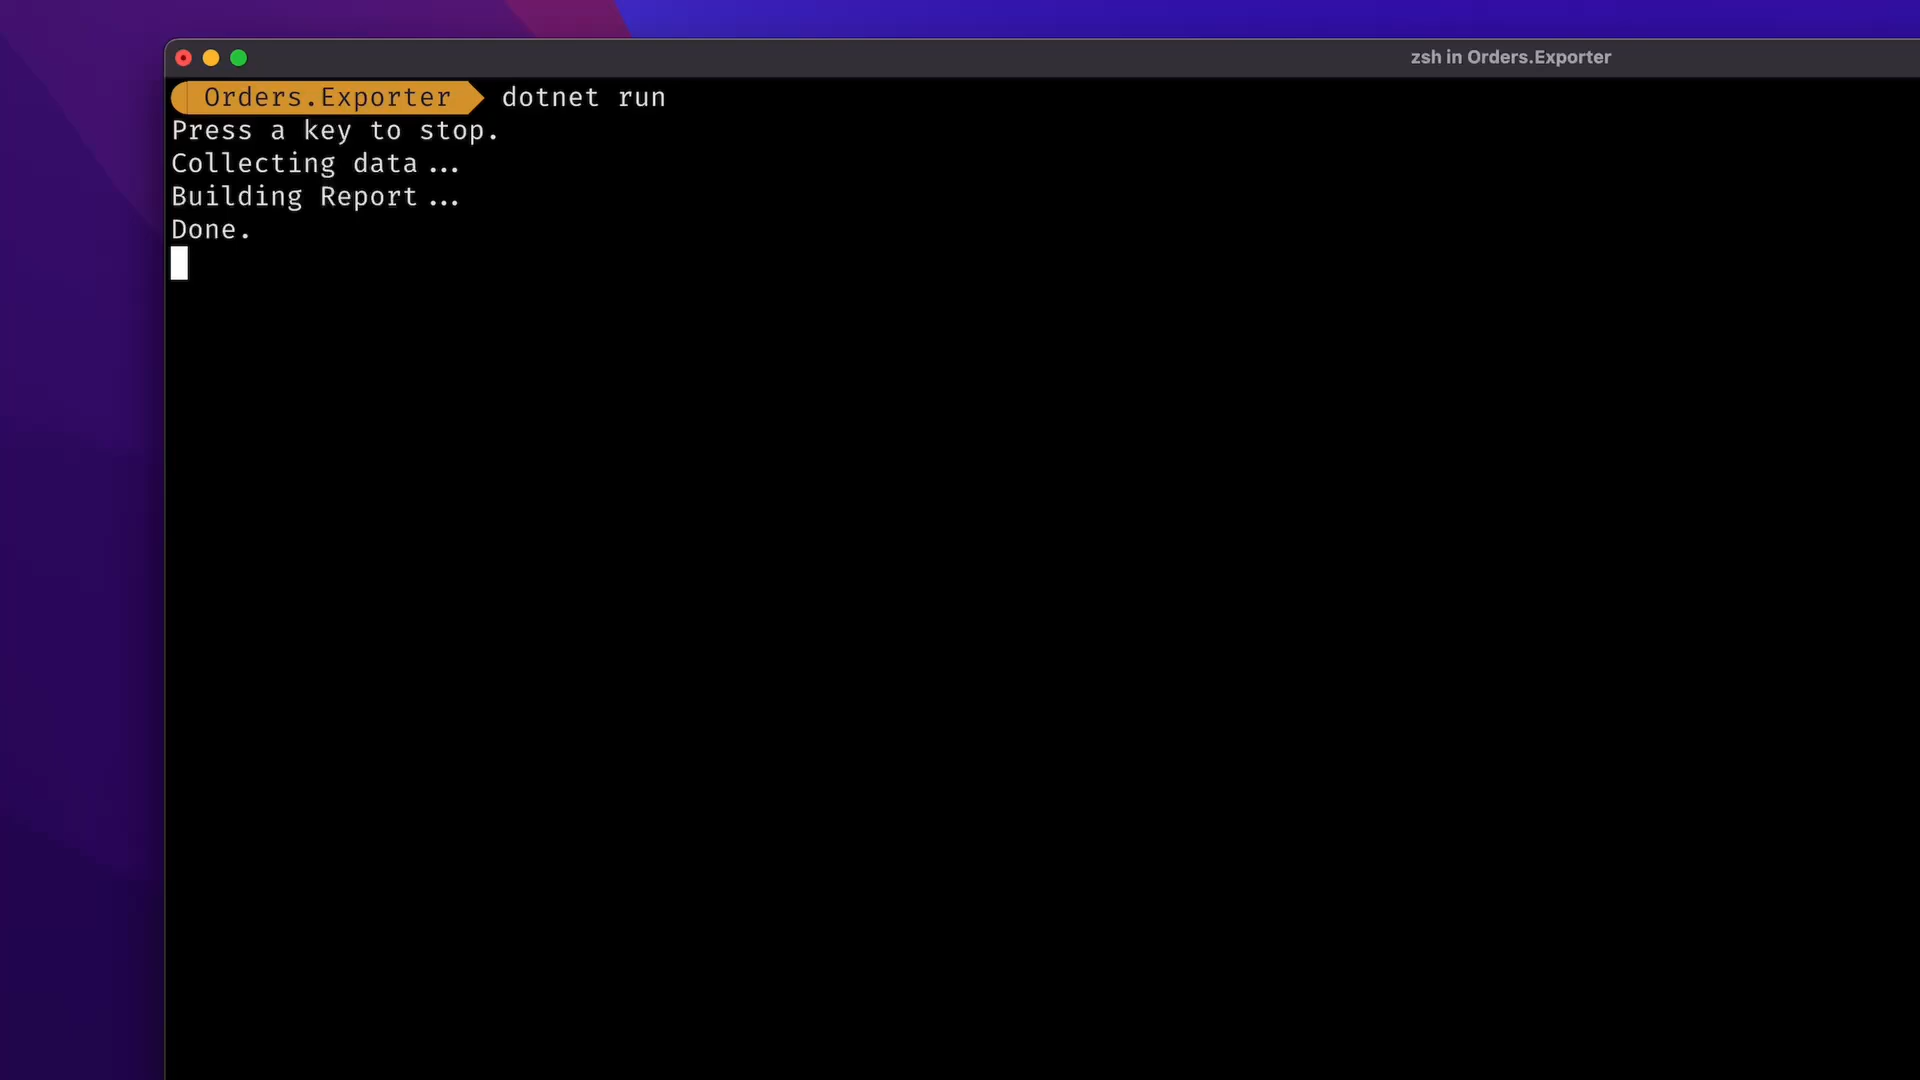 zsh in Orders.Exporter
Orders.Exporter dotnet run
Press a key to stop.
Collecting data...
Building Report...
Done.